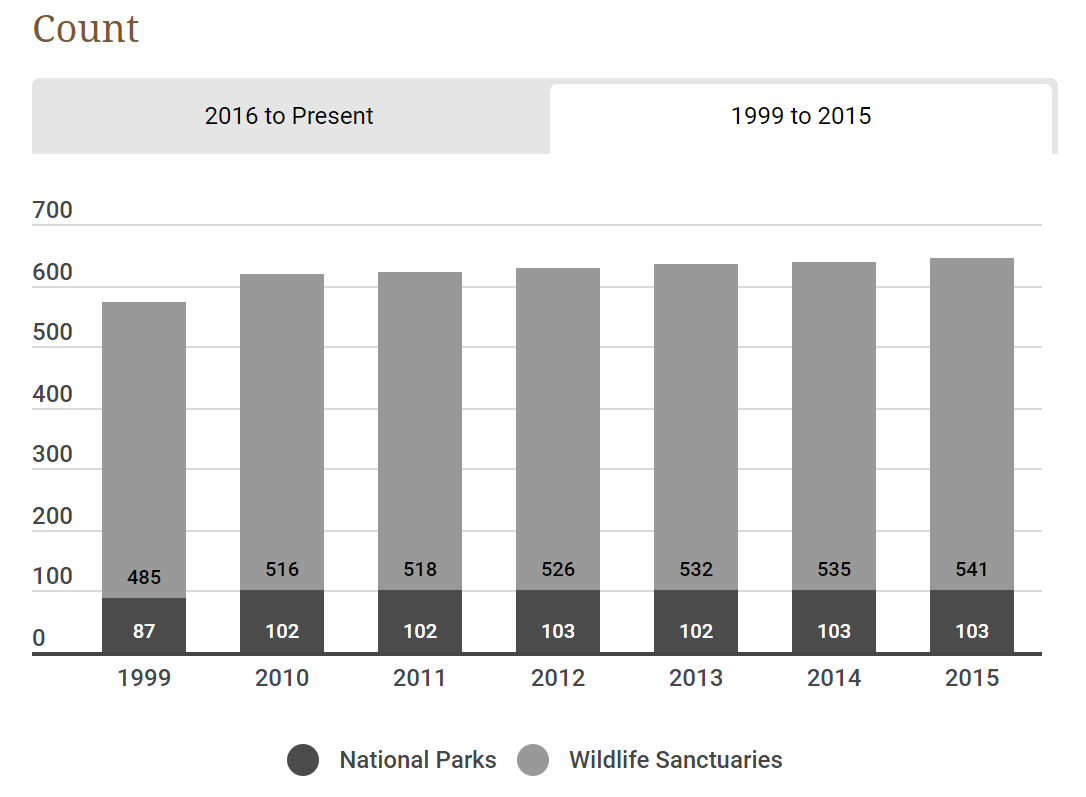 Count
2016 to Present 1999 to 2015
700
600
500
400
300
200
100
0
485 516 518 526 532 535 541
87 102 102 103 102 103 103
1999 2010 2011 2012 2013 2014 2015
National Parks Wildlife Sanctuaries